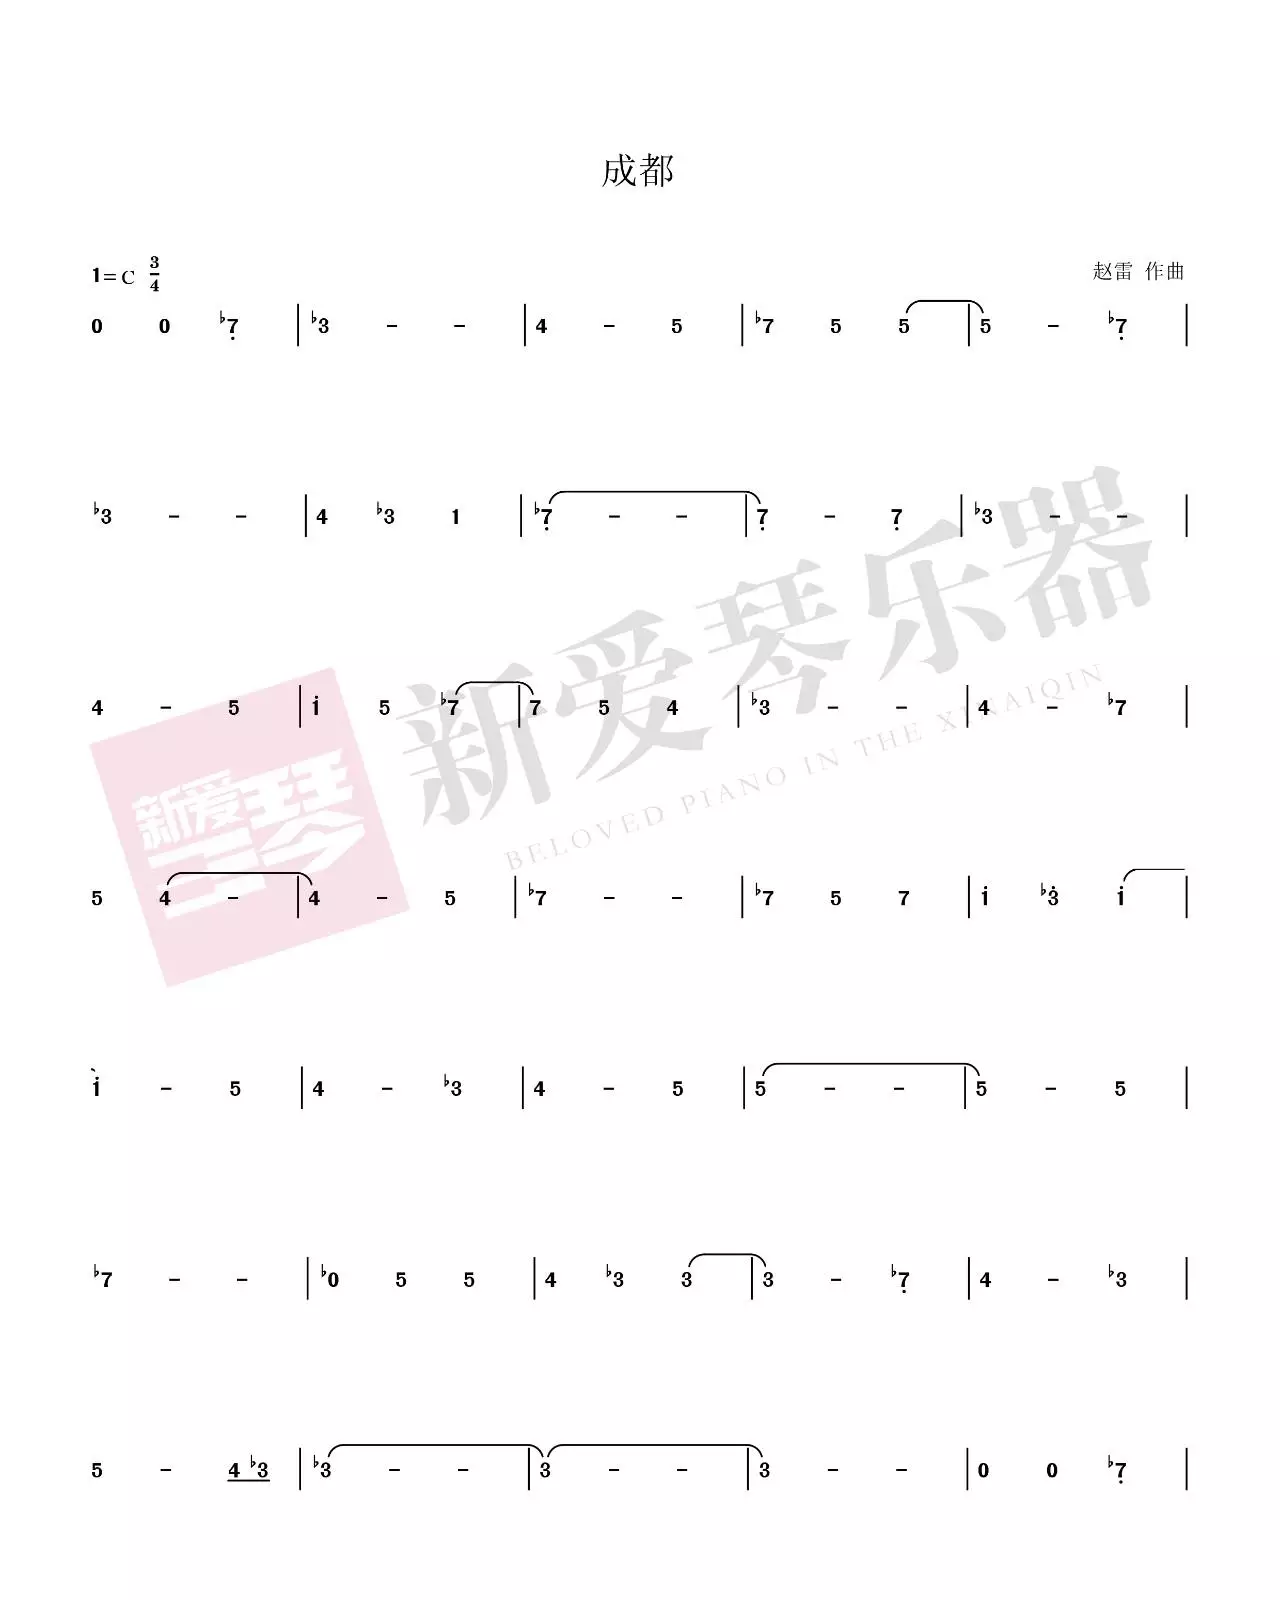 成都
1=C 3/4
赵雷 作曲
0 0 ♭7̣ | ♭3 - - | 4 - 5 | ♭7 5 5 | 5 - ♭7̣ |
♭3 - - | 4 ♭3 1 | ♭7̣ - - | 7̣ - 7̣ | ♭3 - - |
4 - 5 | 1̇ 5 ♭7 | 7 5 4 | ♭3 - - | 4 - ♭7 |
5 4 - | 4 - 5 | ♭7 - - | ♭7 5 7 | 1̇ ♭3̇ 1̇ |
1̇ - 5 | 4 - ♭3 | 4 - 5 | 5 - - | 5 - 5 |
♭7 - - | ♭0 5 5 | 4 ♭3 3 | 3 - ♭7̣ | 4 - ♭3 |
5 - 4 ♭3 | ♭3 - - | 3 - - | 3 - - | 0 0 ♭7̣ |
新爱琴
新爱琴乐器
BELOVED PIANO IN THE XINAIQIN